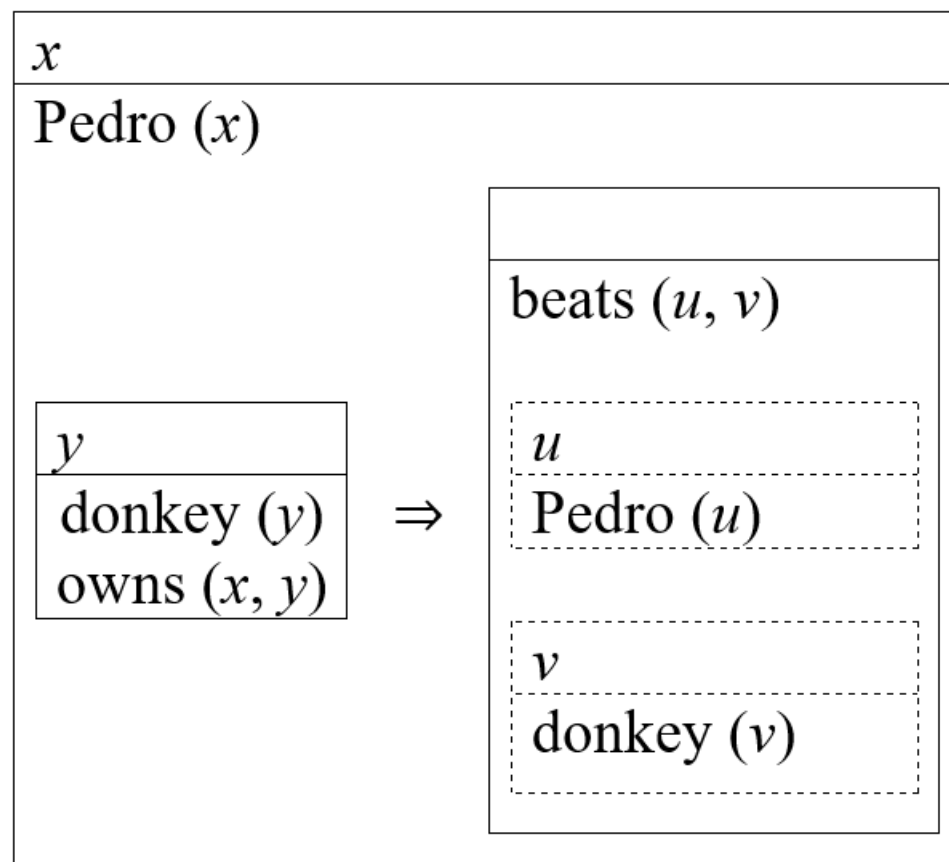 x
Pedro (x)
y
donkey (y)
owns (x, y)
⇒
beats (u, v)
u
Pedro (u)
v
donkey (v)